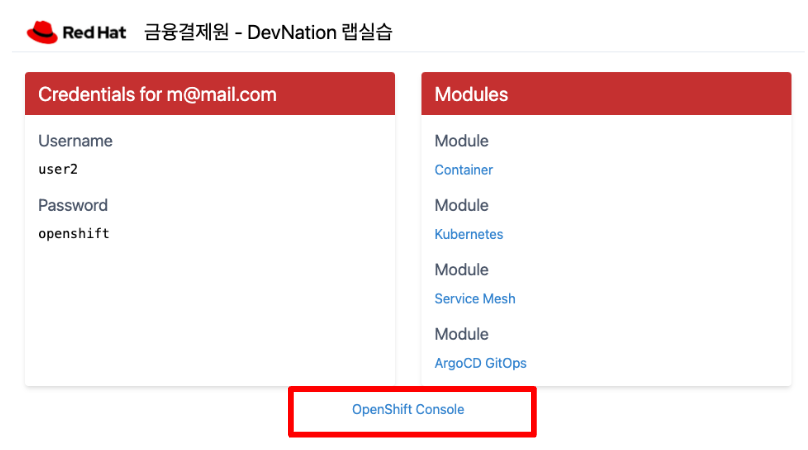 Red Hat 금융결제원 - DevNation 랩실습
Credentials for m@mail.com
Username
user2
Password
openshift
Modules
Module
Container
Module
Kubernetes
Module
Service Mesh
Module
ArgoCD GitOps
OpenShift Console